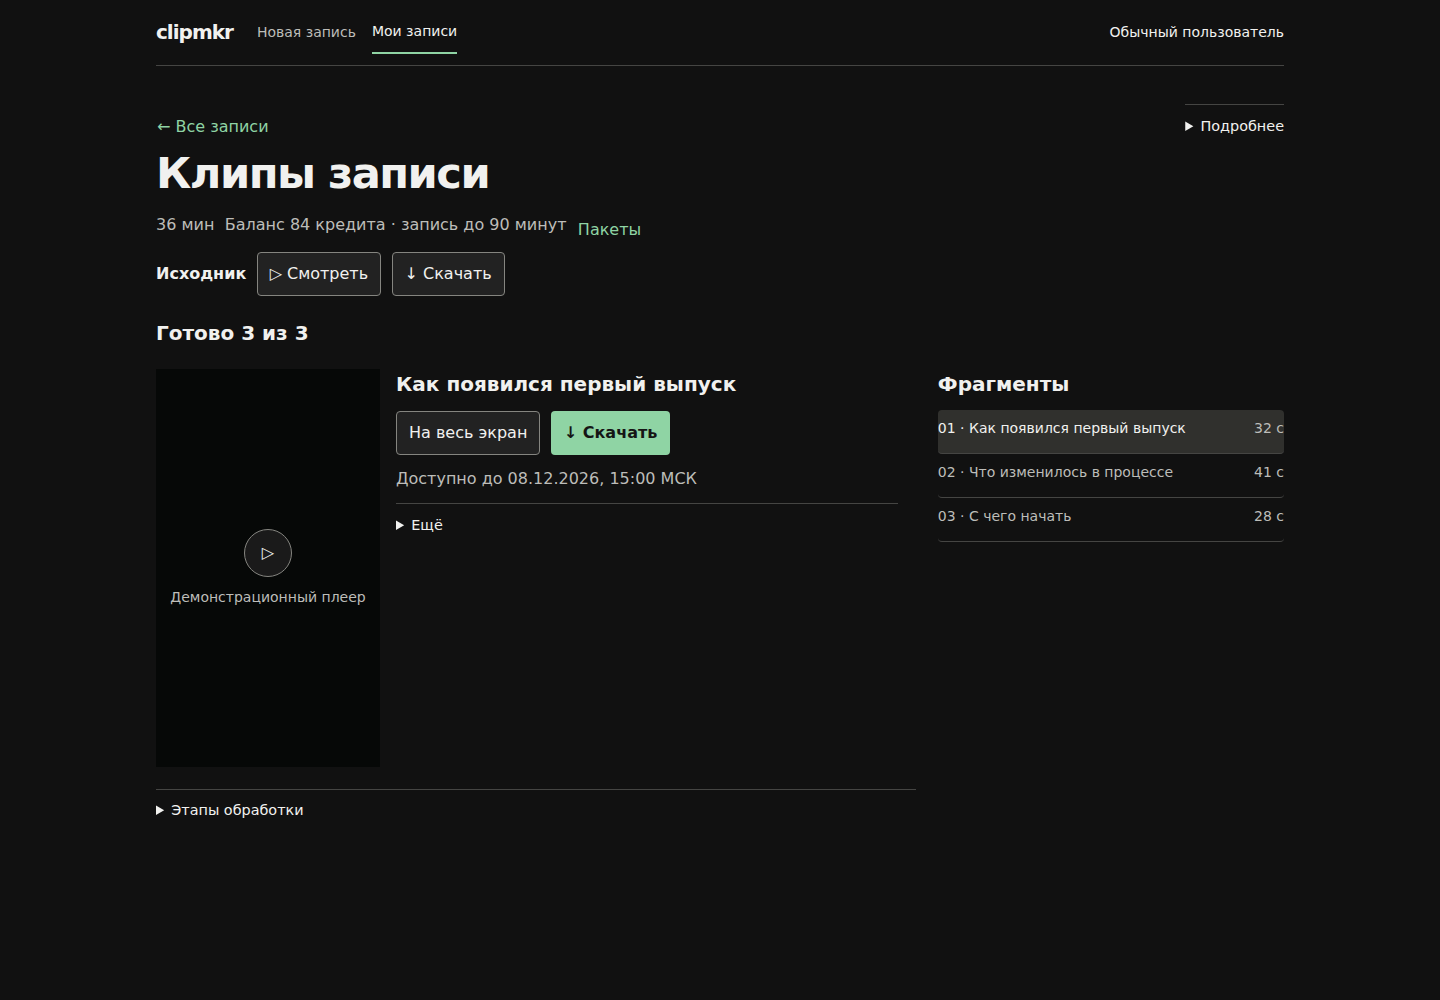 clipmkr Новая запись Мои записи Обычный пользователь
← Все записи
▶ Подробнее
Клипы записи
36 мин Баланс 84 кредита · запись до 90 минут Пакеты
Исходник ▷ Смотреть ↓ Скачать
Готово 3 из 3
Как появился первый выпуск
На весь экран ↓ Скачать
Доступно до 08.12.2026, 15:00 МСК
▶ Ещё
▷
Демонстрационный плеер
Фрагменты
01 · Как появился первый выпуск 32 с
02 · Что изменилось в процессе 41 с
03 · С чего начать 28 с
▶ Этапы обработки